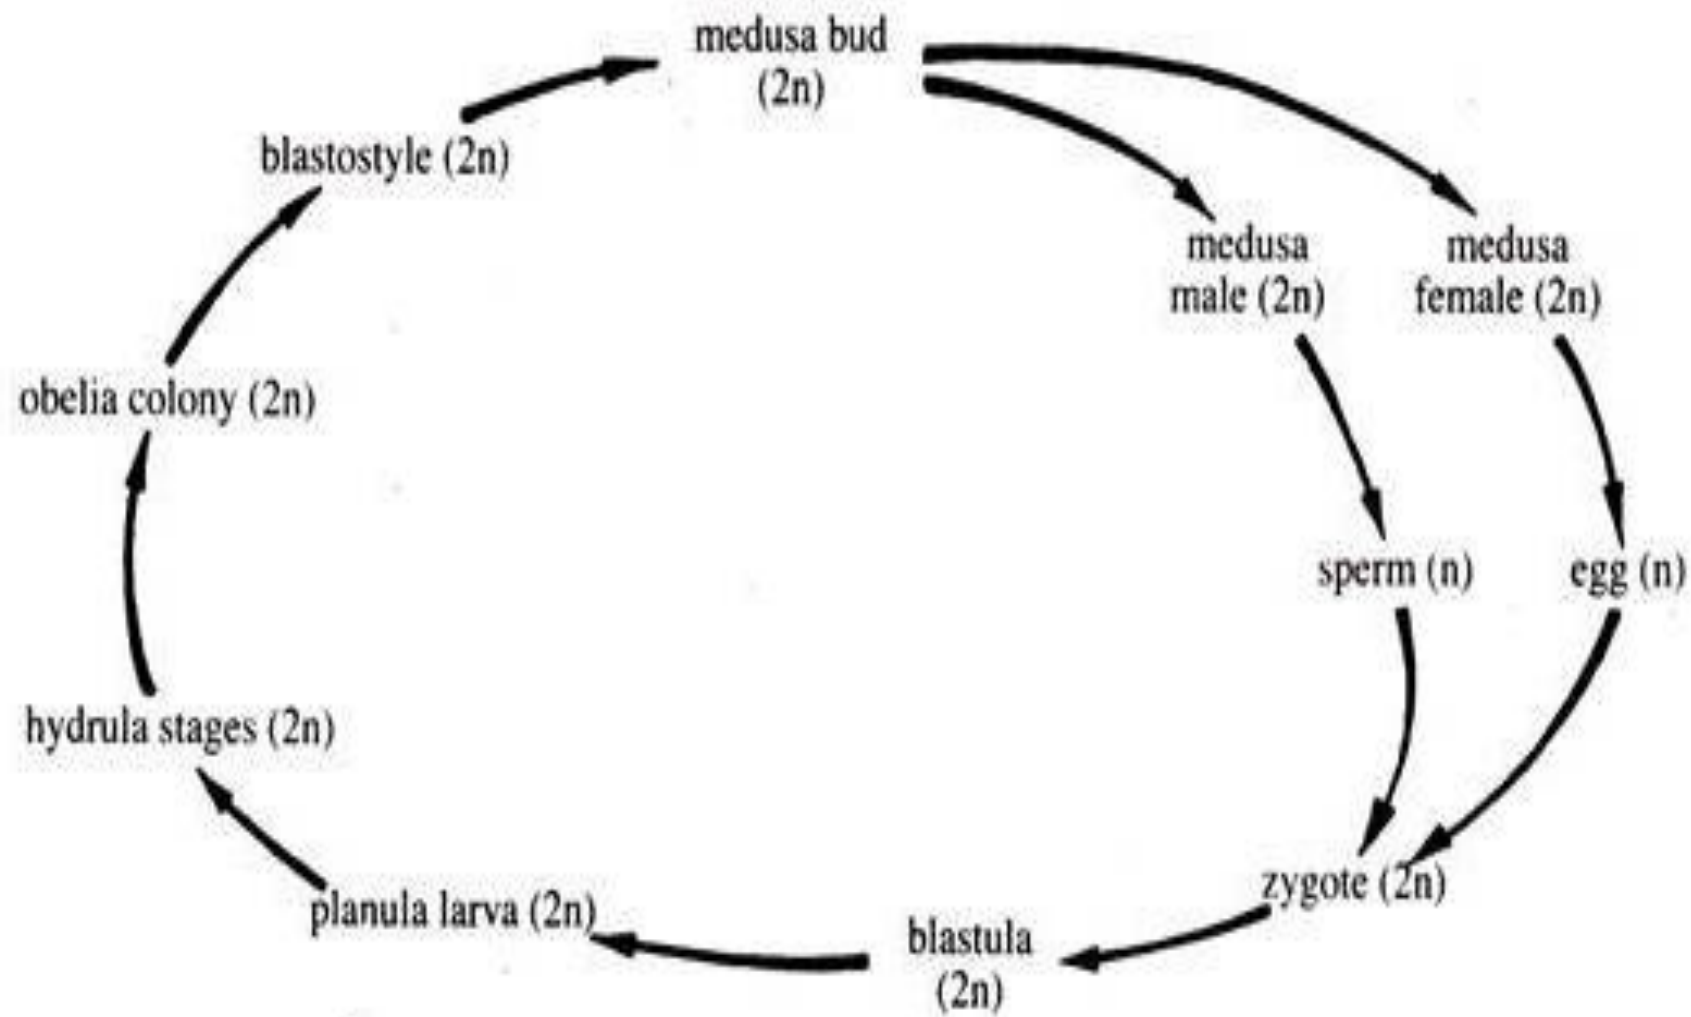 medusa bud
(2n)
blastostyle (2n)
medusa
male (2n)
medusa
female (2n)
obelia colony (2n)
sperm (n)
egg (n)
hydrula stages (2n)
zygote (2n)
planula larva (2n)
blastula
(2n)